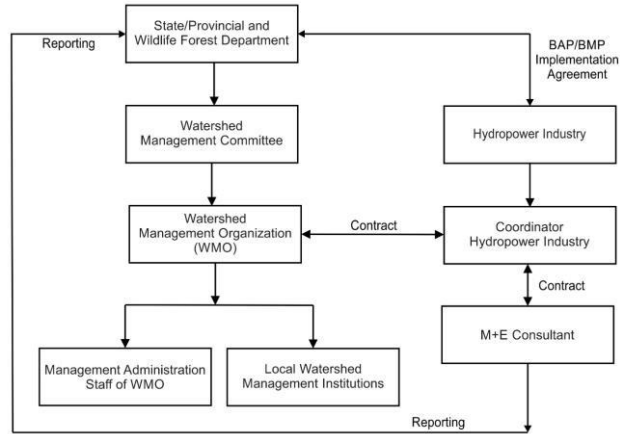 State/Provincial and
Wildlife Forest Department
Reporting
BAP/BMP
Implementation
Agreement
Watershed
Management Committee
Hydropower Industry
Watershed
Management Organization
(WMO)
Contract
Coordinator
Hydropower Industry
Contract
M+E Consultant
Management Administration
Staff of WMO
Local Watershed
Management Institutions
Reporting